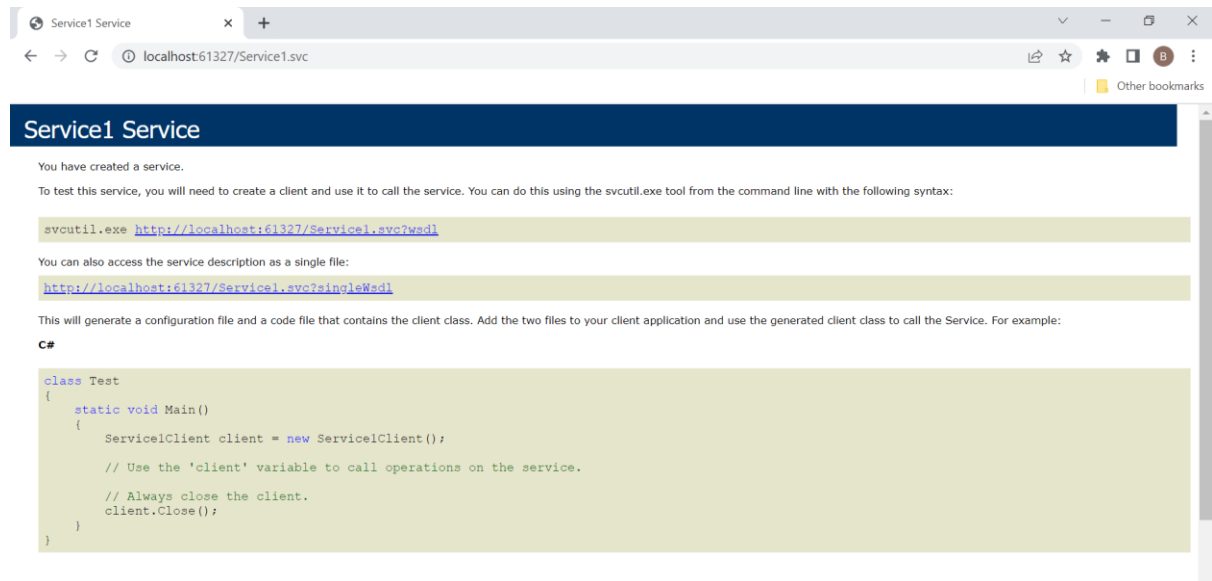 Service1 Service
localhost:61327/Service1.svc
B
Other bookmarks
Service1 Service
You have created a service.
To test this service, you will need to create a client and use it to call the service. You can do this using the svcutil.exe tool from the command line with the following syntax:
svcutil.exe http://localhost:61327/Service1.svc?wsdl
You can also access the service description as a single file:
http://localhost:61327/Service1.svc?singleWsdl
This will generate a configuration file and a code file that contains the client class. Add the two files to your client application and use the generated client class to call the Service. For example:
C#
class Test
{
    static void Main()
    {
        Service1Client client = new Service1Client();
        // Use the 'client' variable to call operations on the service.
        // Always close the client.
        client.Close();
    }
}